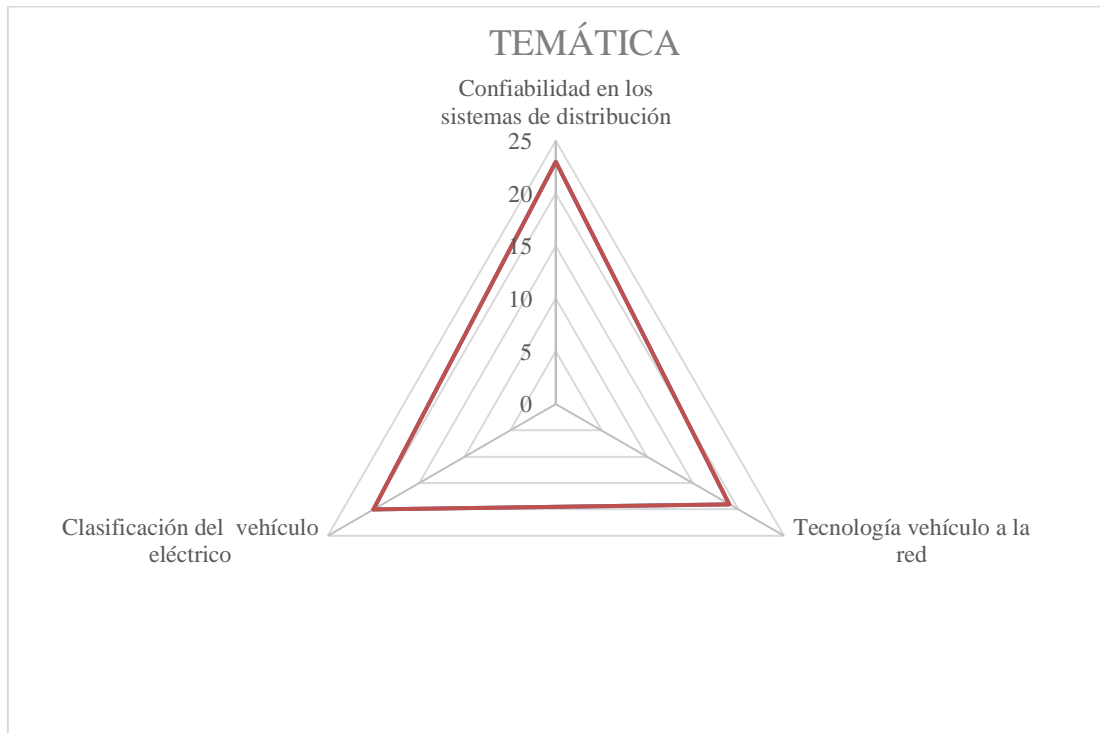 TEMÁTICA
Confiabilidad en los
sistemas de distribución
25
20
15
10
5
0
Clasificación del  vehículo
eléctrico
Tecnología vehículo a la
red